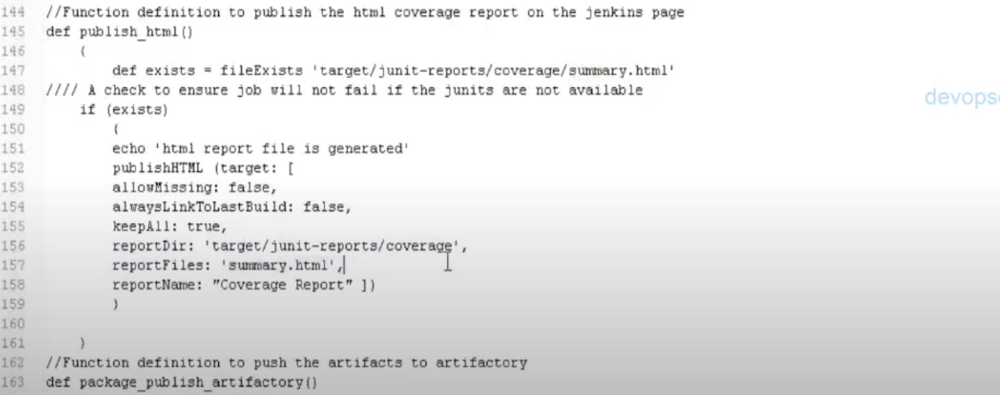 144 //Function definition to publish the html coverage report on the jenkins page
145 def publish_html()
146 {
147 def exists = fileExists 'target/junit-reports/coverage/summary.html'
148 //// A check to ensure job will not fail if the junits are not available
devops
149 if (exists)
150 {
151 echo 'html report file is generated'
152 publishHTML (target: [
153 allowMissing: false,
154 alwaysLinkToLastBuild: false,
155 keepAll: true,
156 reportDir: 'target/junit-reports/coverage',
157 reportFiles: 'summary.html',
158 reportName: "Coverage Report" ])
159 }
160
161 }
162 //Function definition to push the artifacts to artifactory
163 def package_publish_artifactory()